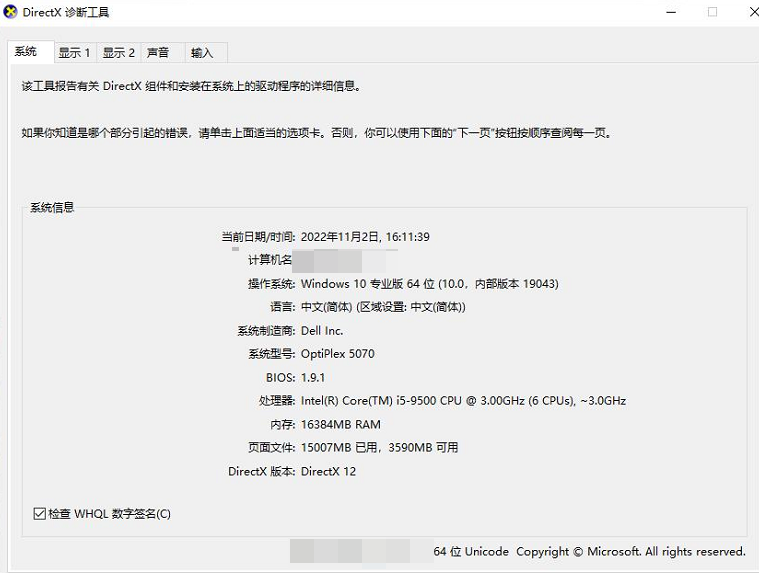 DirectX 诊断工具
系统 显示 1 显示 2 声音 输入
该工具报告有关 DirectX 组件和安装在系统上的驱动程序的详细信息。
如果你知道是哪个部分引起的错误，请单击上面适当的选项卡。否则，你可以使用下面的"下一页"按钮按顺序查阅每一页。
系统信息
当前日期/时间: 2022年11月2日, 16:11:39
计算机名
操作系统: Windows 10 专业版 64 位 (10.0，内部版本 19043)
语言: 中文(简体) (区域设置: 中文(简体))
系统制造商: Dell Inc.
系统型号: OptiPlex 5070
BIOS: 1.9.1
处理器: Intel(R) Core(TM) i5-9500 CPU @ 3.00GHz (6 CPUs), ~3.0GHz
内存: 16384MB RAM
页面文件: 15007MB 已用，3590MB 可用
DirectX 版本: DirectX 12
检查 WHQL 数字签名(C)
64 位 Unicode Copyright © Microsoft. All rights reserved.